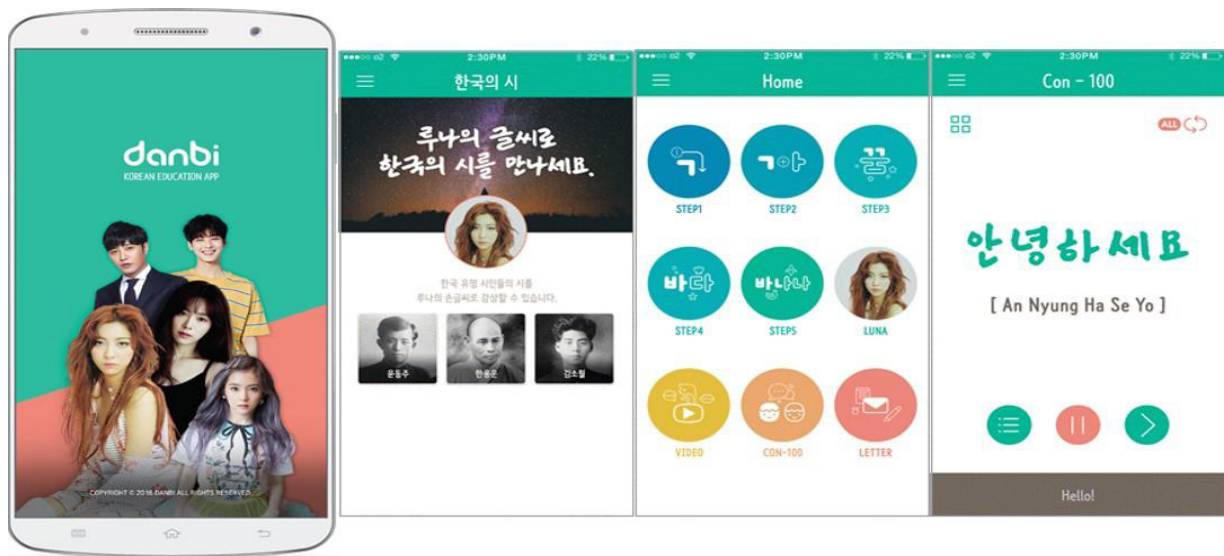 danbi
KOREAN EDUCATION APP
COPYRIGHT © 2016 DANBI ALL RIGHTS RESERVED.
o2 2:30PM 22%
한국의 시
루나의 글씨로
한국의 시를 만나세요.
한국 유명 시인들의 시를
루나의 손글씨로 감상할 수 있습니다.
윤동주 한용운 김소월
o2 2:30PM 22%
Home
ㄱ ㄱ ㅏ 꿈
STEP1 STEP2 STEP3
바다 바나나
STEP4 STEP5 LUNA
VIDEO CON-100 LETTER
o2 2:30PM 22%
Con - 100
ALL
안녕하세요
[ An Nyung Ha Se Yo ]
Hello!